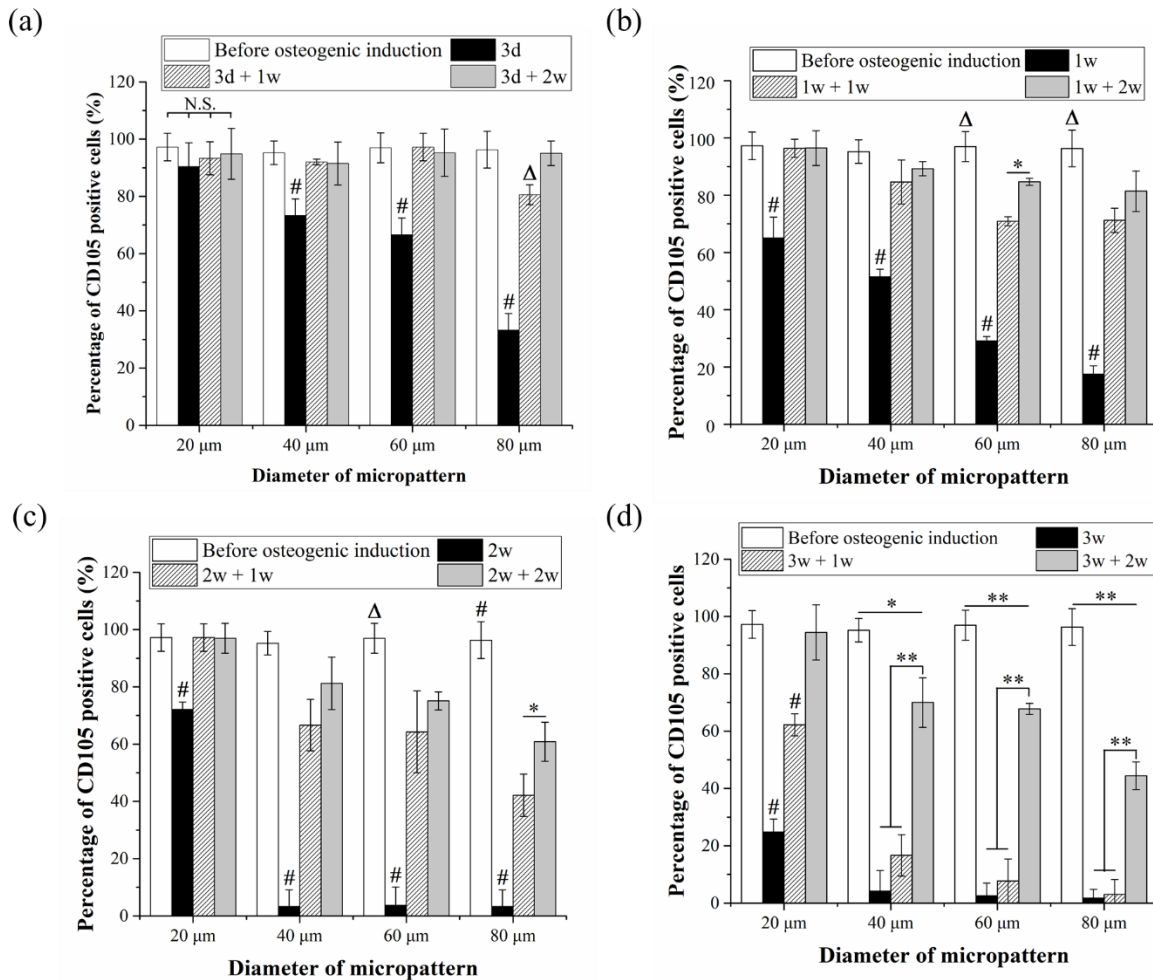 (a)
Before osteogenic induction 3d
3d + 1w 3d + 2w
Percentage of CD105 positive cells (%)
120
100
80
60
40
20
0
N.S.
#
#
Δ
#
20 μm 40 μm 60 μm 80 μm
Diameter of micropattern
(b)
Before osteogenic induction 1w
1w + 1w 1w + 2w
Percentage of CD105 positive cells (%)
120
100
80
60
40
20
0
Δ Δ
*
#
#
#
#
20 μm 40 μm 60 μm 80 μm
Diameter of micropattern
(c)
Before osteogenic induction 2w
2w + 1w 2w + 2w
Percentage of CD105 positive cells (%)
120
100
80
60
40
20
0
Δ #
#
*
# # #
20 μm 40 μm 60 μm 80 μm
Diameter of micropattern
(d)
Before osteogenic induction 3w
3w + 1w 3w + 2w
Percentage of CD105 positive cells
120
100
80
60
40
20
0
* ** **
** ** **
#
#
20 μm 40 μm 60 μm 80 μm
Diameter of micropattern